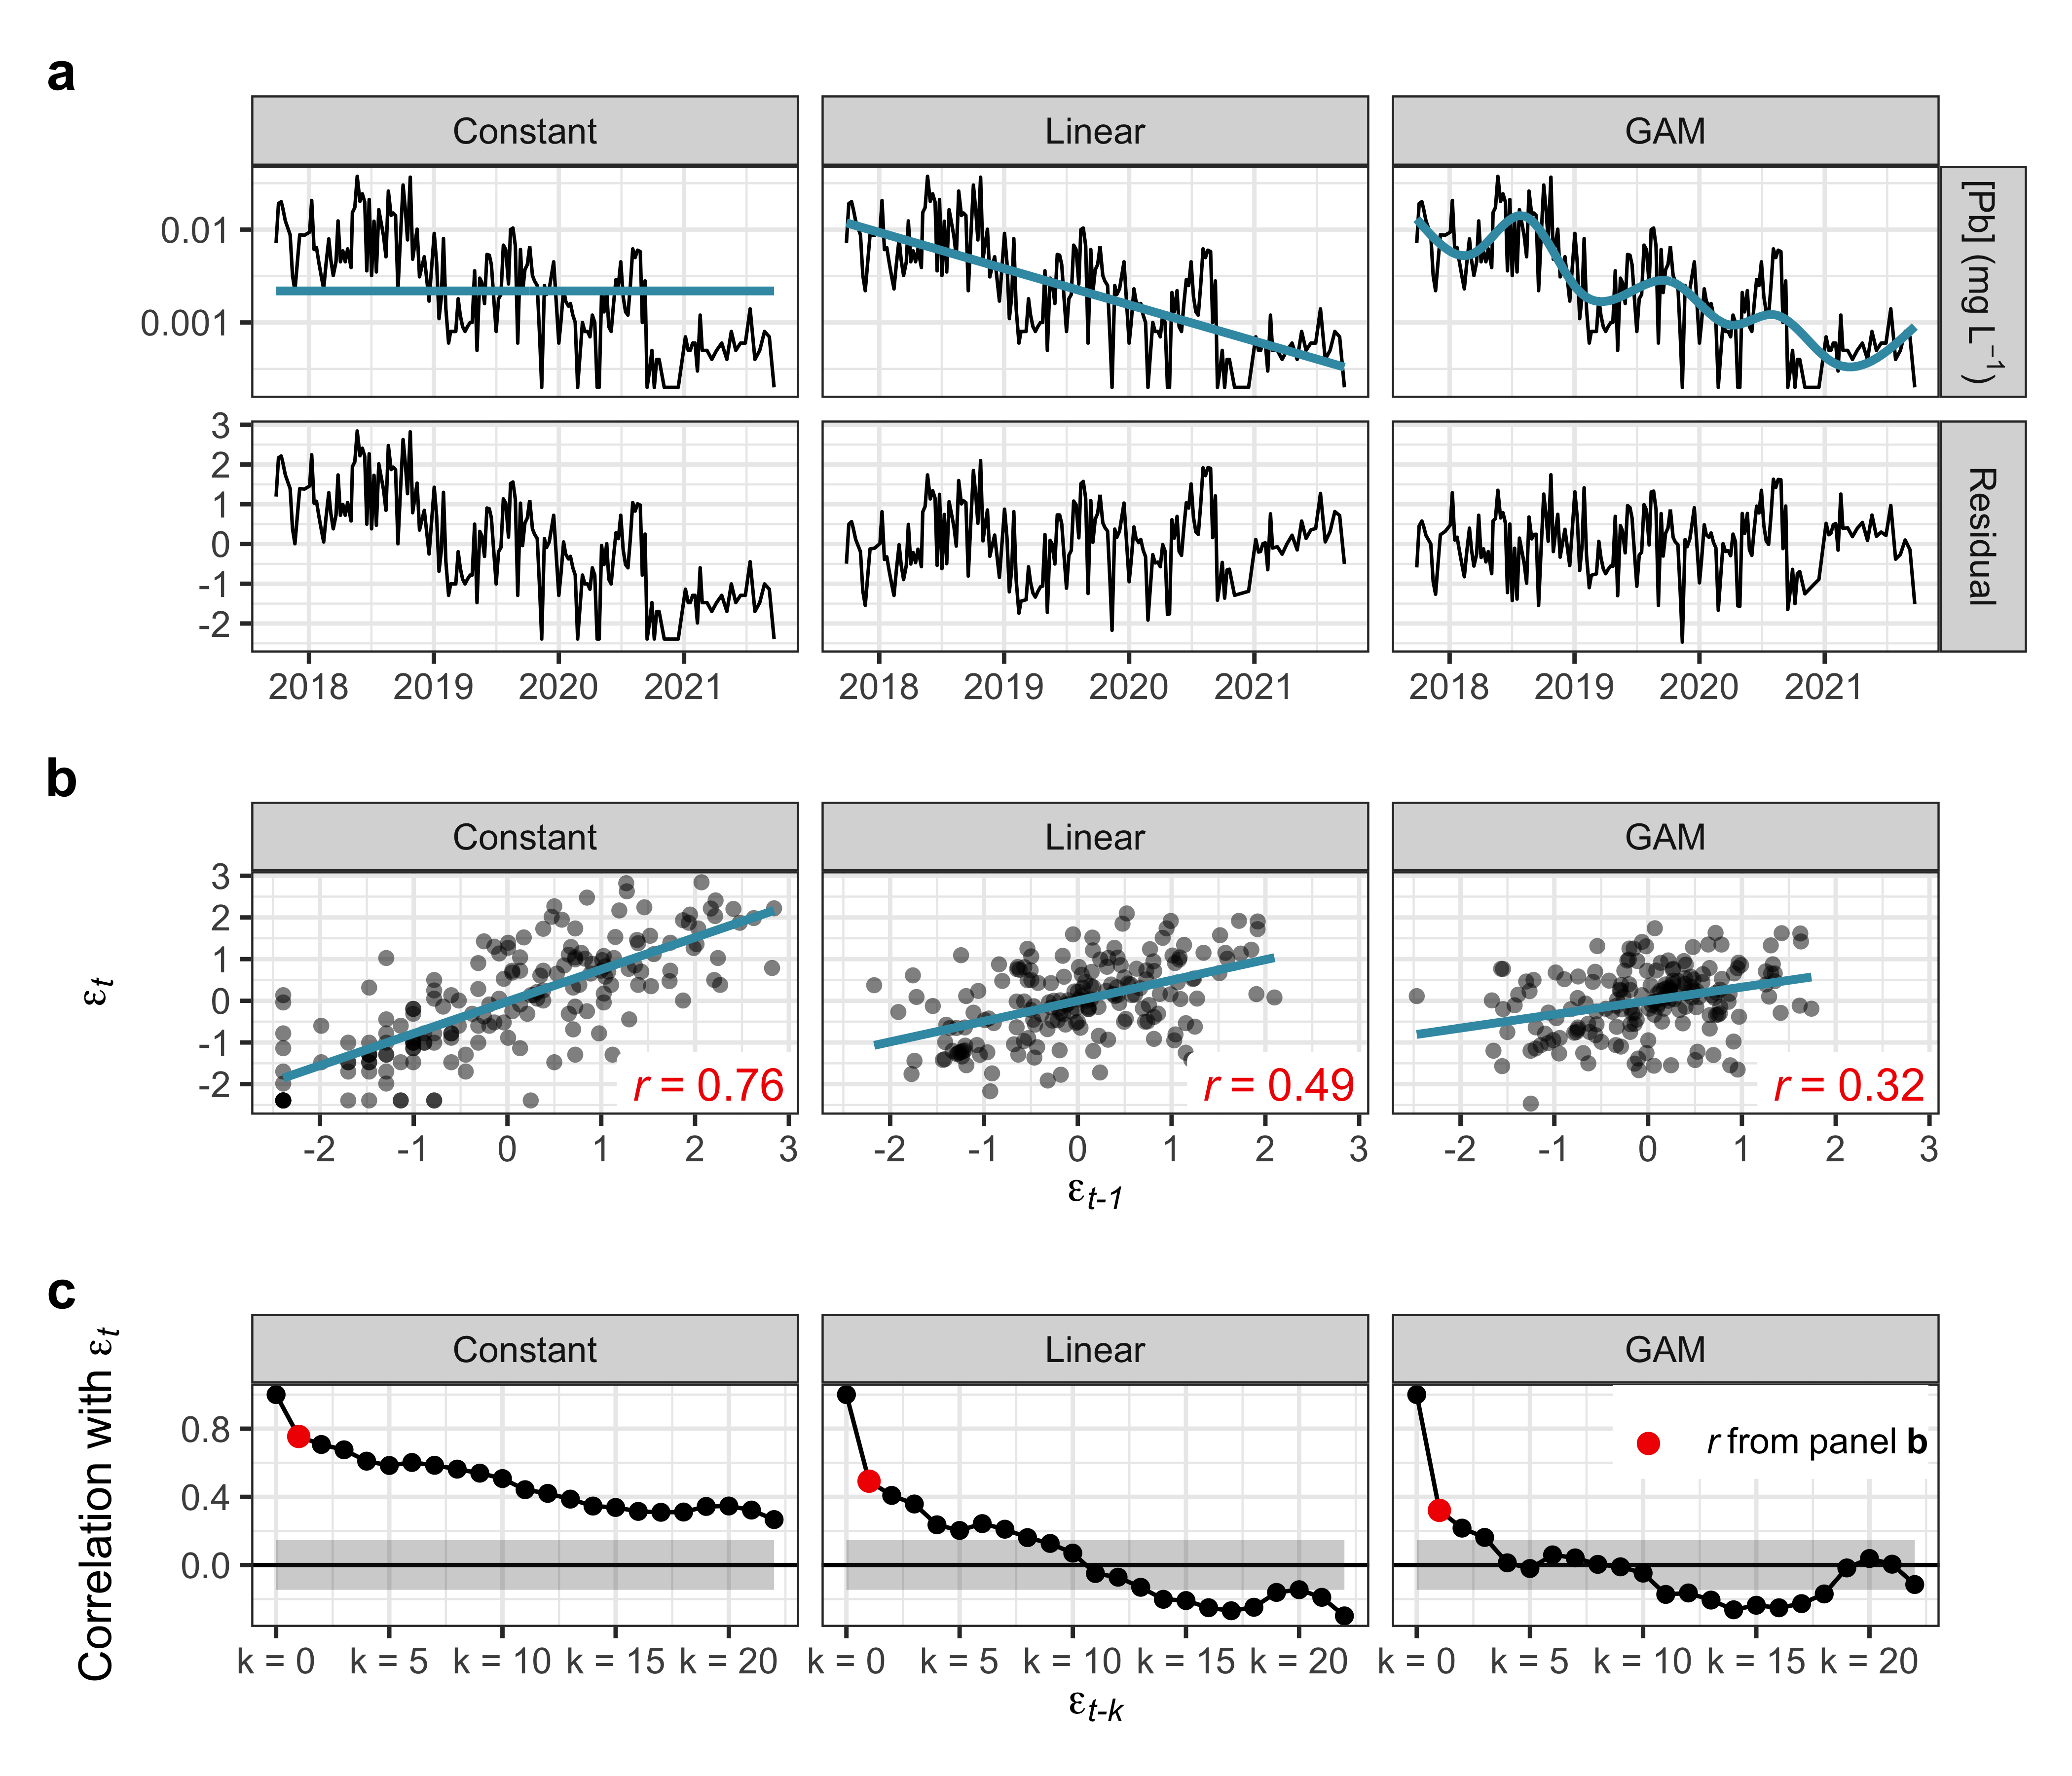 a
Constant Linear GAM
0.01
0.001
[Pb] (mg L⁻¹)
3
2
1
0
-1
-2
Residual
2018 2019 2020 2021 2018 2019 2020 2021 2018 2019 2020 2021
b
Constant Linear GAM
3
2
1
0
-1
-2
εt
r = 0.76 r = 0.49 r = 0.32
-2 -1 0 1 2 3 -2 -1 0 1 2 3 -2 -1 0 1 2 3
εt-1
c
Constant Linear GAM
Correlation with εt
0.8
0.4
0.0
r from panel b
k = 0 k = 5 k = 10 k = 15 k = 20 k = 0 k = 5 k = 10 k = 15 k = 20 k = 0 k = 5 k = 10 k = 15 k = 20
εt-k